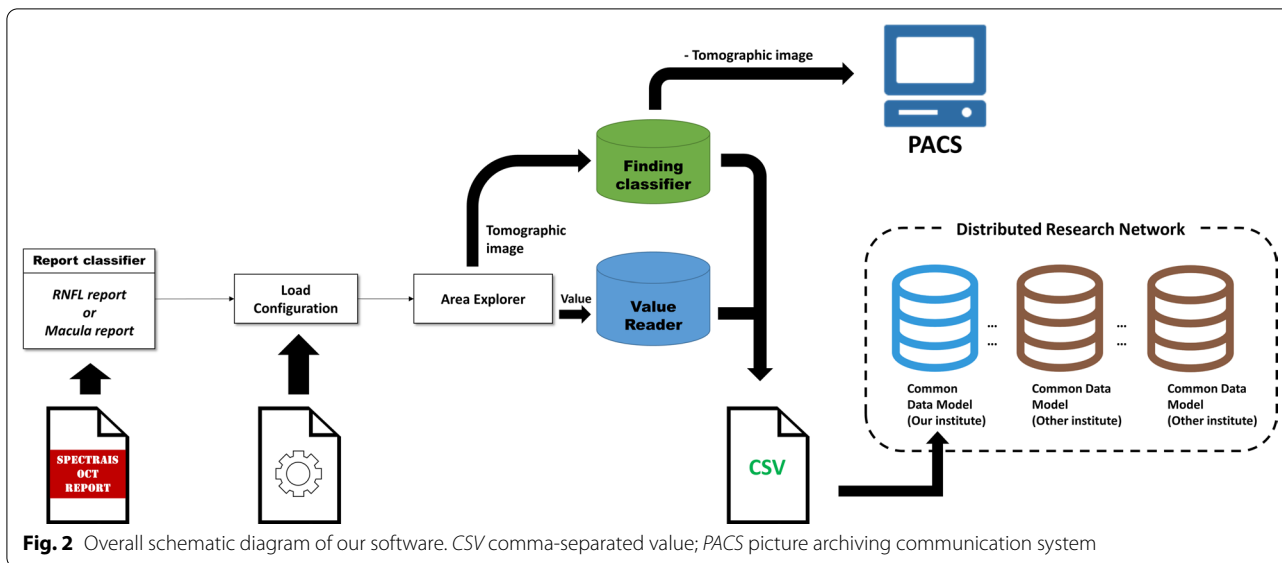 - Tomographic image
PACS
Finding
classifier
Tomographic
image
Report classifier
RNFL report
or
Macula report
Load
Configuration
Area Explorer
Value
Value
Reader
Distributed Research Network
...
...
...
...
Common
Data Model
(Our institute)
Common Data
Model
(Other institute)
Common Data
Model
(Other institute)
SPECTRAIS
OCT
REPORT
CSV
Fig. 2 Overall schematic diagram of our software. CSV comma-separated value; PACS picture archiving communication system